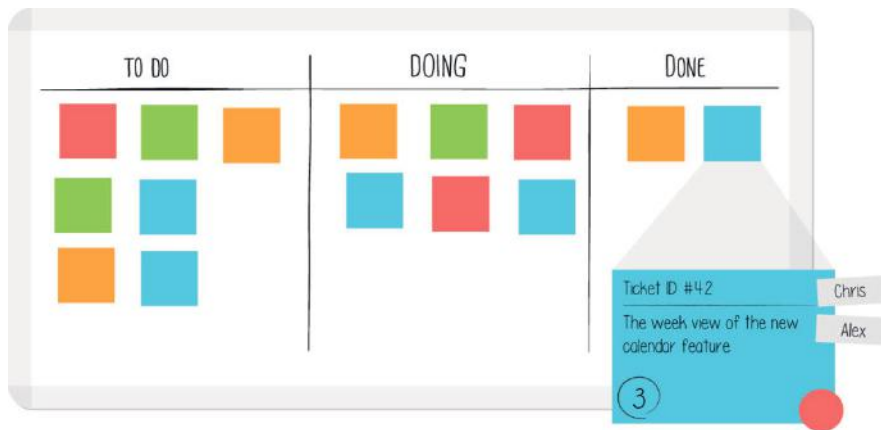 TO DO
DOING
DONE
Ticket ID #42
Chris
The week view of the new
calendar feature
Alex
3